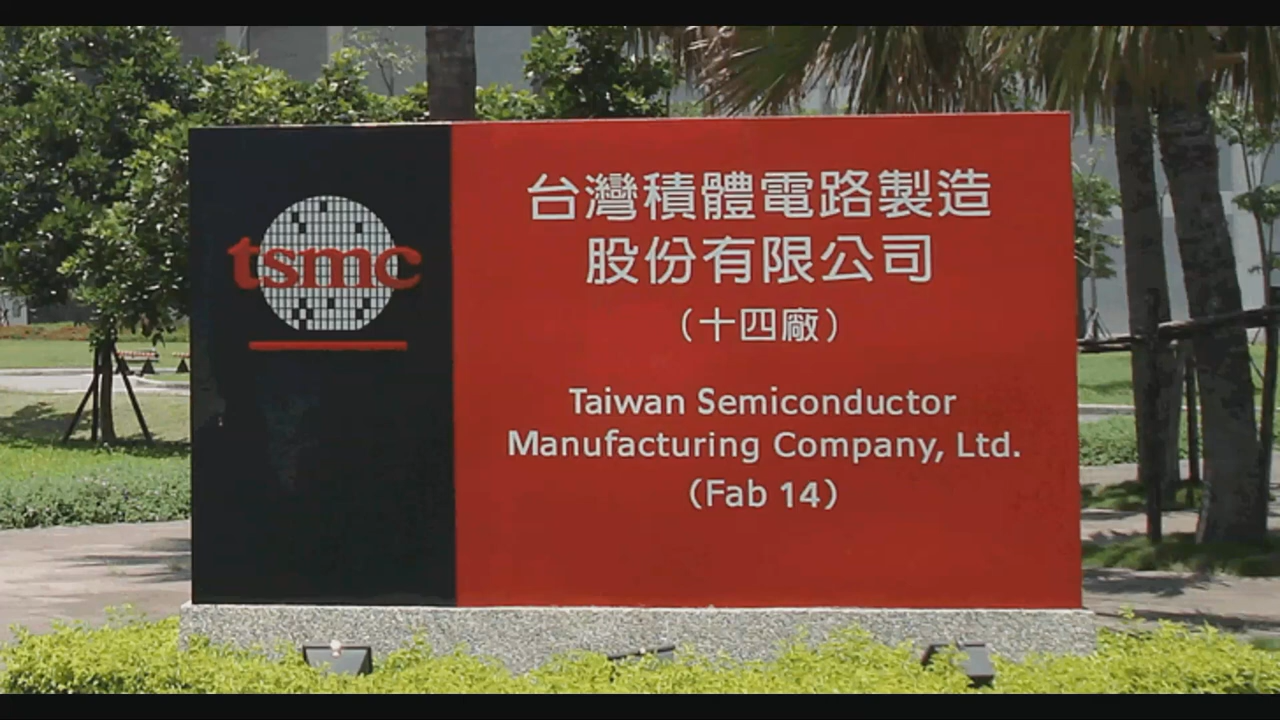 tsmc
台灣積體電路製造
股份有限公司
（十四廠）
Taiwan Semiconductor
Manufacturing Company, Ltd.
(Fab 14)